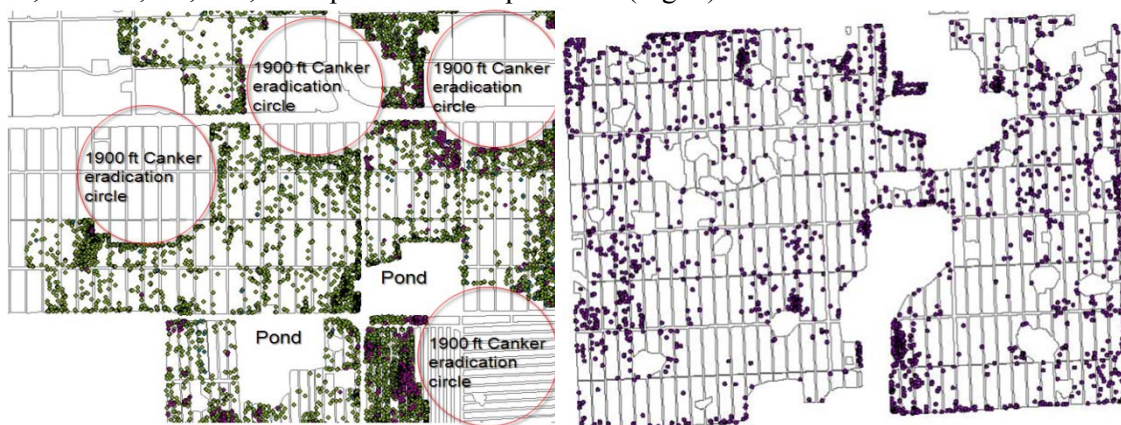 1900 ft Canker
eradication
circle
1900 ft Canker
eradication
circle
1900 ft Canker
eradication
circle
Pond
Pond
1900 ft Canker
eradication
circle